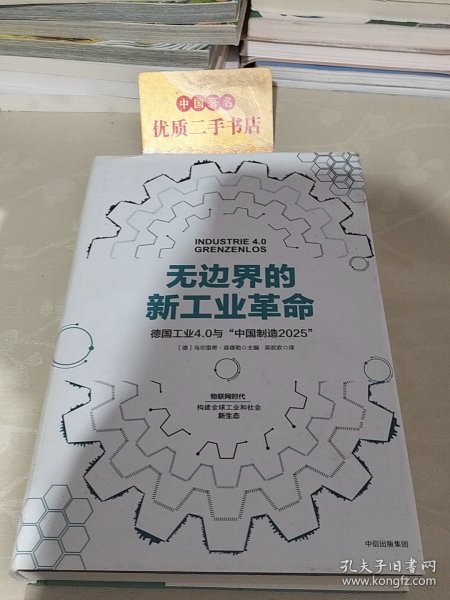 中国著名
优质二手书店
INDUSTRIE 4.0
GRENZENLOS
无边界的
新工业革命
德国工业4.0与“中国制造2025”
［德］乌尔里希·森德勒◇主编 吴欢欢◇译
物联网时代
构建全球工业和社会
新生态
中信出版集团
孔夫子旧书网
www.kongfz.com